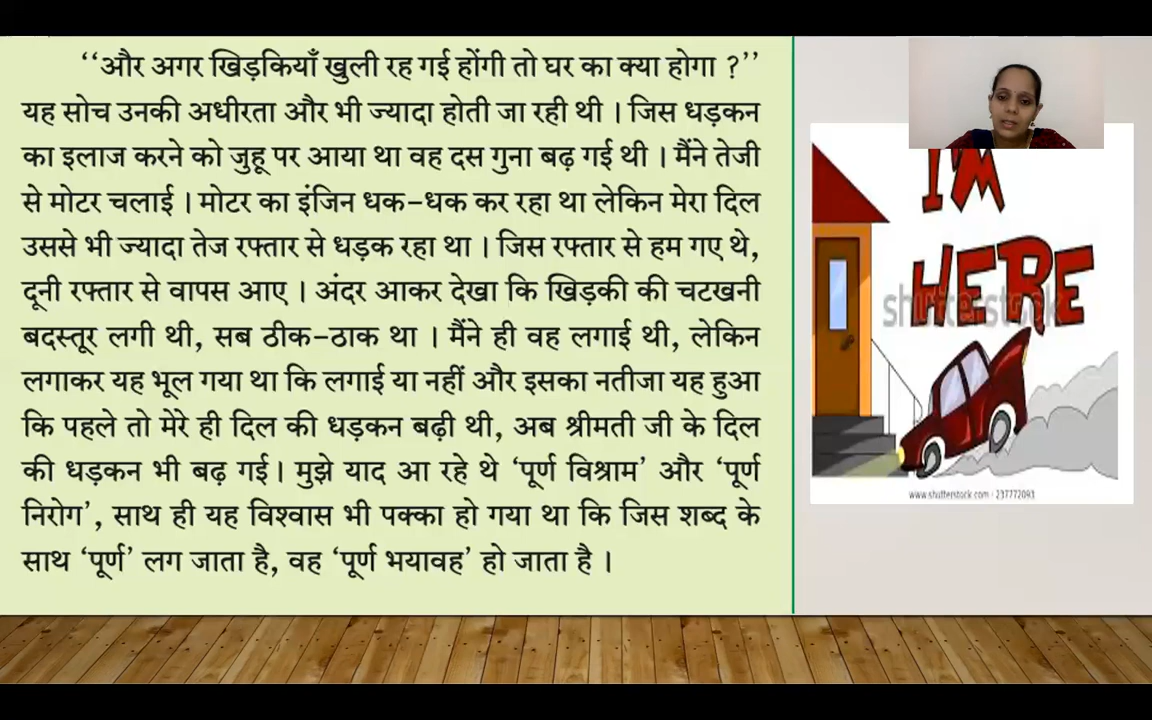 ‘‘और अगर खिड़कियाँ खुली रह गई होंगी तो घर का क्या होगा ?’’
यह सोच उनकी अधीरता और भी ज्यादा होती जा रही थी । जिस धड़कन
का इलाज करने को जुहू पर आया था वह दस गुना बढ़ गई थी । मैंने तेजी
से मोटर चलाई । मोटर का इंजिन धक-धक कर रहा था लेकिन मेरा दिल
उससे भी ज्यादा तेज रफ्तार से धड़क रहा था । जिस रफ्तार से हम गए थे,
दूनी रफ्तार से वापस आए । अंदर आकर देखा कि खिड़की की चटखनी
बदस्तूर लगी थी, सब ठीक-ठाक था । मैंने ही वह लगाई थी, लेकिन
लगाकर यह भूल गया था कि लगाई या नहीं और इसका नतीजा यह हुआ
कि पहले तो मेरे ही दिल की धड़कन बढ़ी थी, अब श्रीमती जी के दिल
की धड़कन भी बढ़ गई । मुझे याद आ रहे थे ‘पूर्ण विश्राम’ और ‘पूर्ण
निरोग’, साथ ही यह विश्वास भी पक्का हो गया था कि जिस शब्द के
साथ ‘पूर्ण’ लग जाता है, वह ‘पूर्ण भयावह’ हो जाता है ।
I'M
HERE
shutterstock
www.shutterstock.com · 237772093